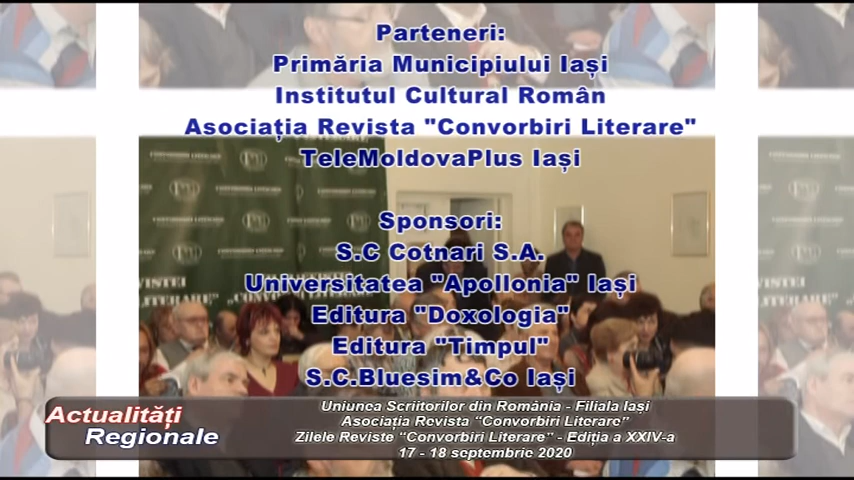 Parteneri:
Primăria Municipiului Iași
Institutul Cultural Român
Asociația Revista "Convorbiri Literare"
TeleMoldovaPlus Iași
Sponsori:
S.C Cotnari S.A.
Universitatea "Apollonia" Iași
Editura "Doxologia"
Editura "Timpul"
S.C.Bluesim&Co Iași
Actualități
Regionale
Uniunea Scriitorilor din România - Filiala Iași
Asociația Revista "Convorbiri Literare"
Zilele Reviste "Convorbiri Literare" - Ediția a XXIV-a
17 - 18 septembrie 2020